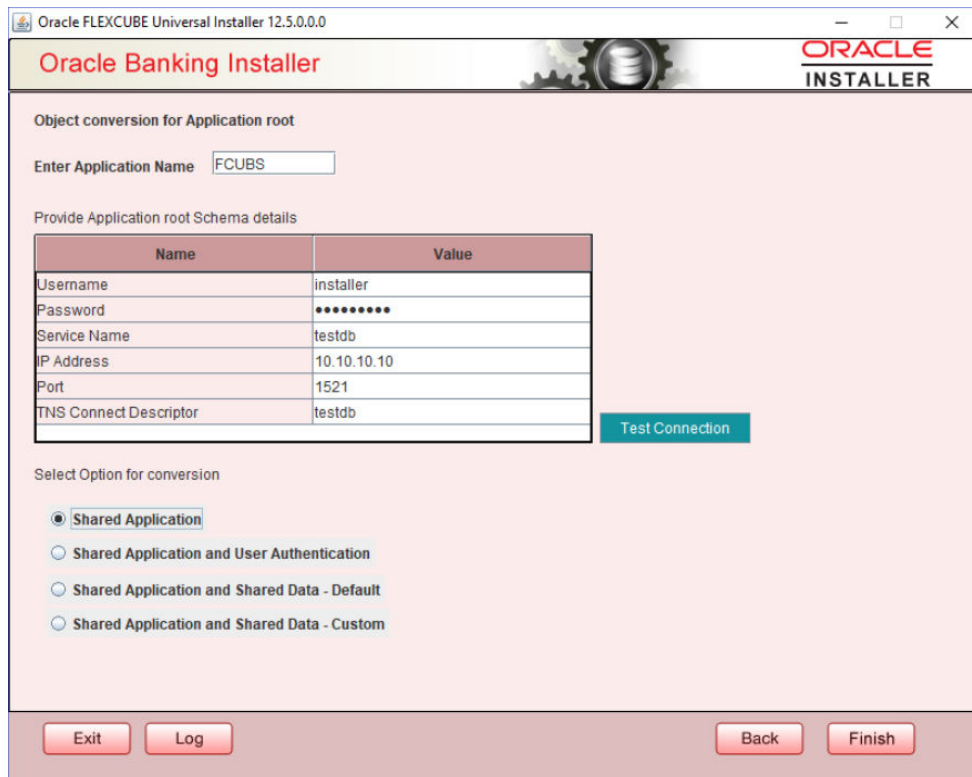 Oracle FLEXCUBE Universal Installer 12.5.0.0.0
Oracle Banking Installer
ORACLE
INSTALLER
Object conversion for Application root
Enter Application Name FCUBS
Provide Application root Schema details
Name Value
Username installer
Password •••••••••
Service Name testdb
IP Address 10.10.10.10
Port 1521
TNS Connect Descriptor testdb
Test Connection
Select Option for conversion
Shared Application
Shared Application and User Authentication
Shared Application and Shared Data - Default
Shared Application and Shared Data - Custom
Exit Log Back Finish